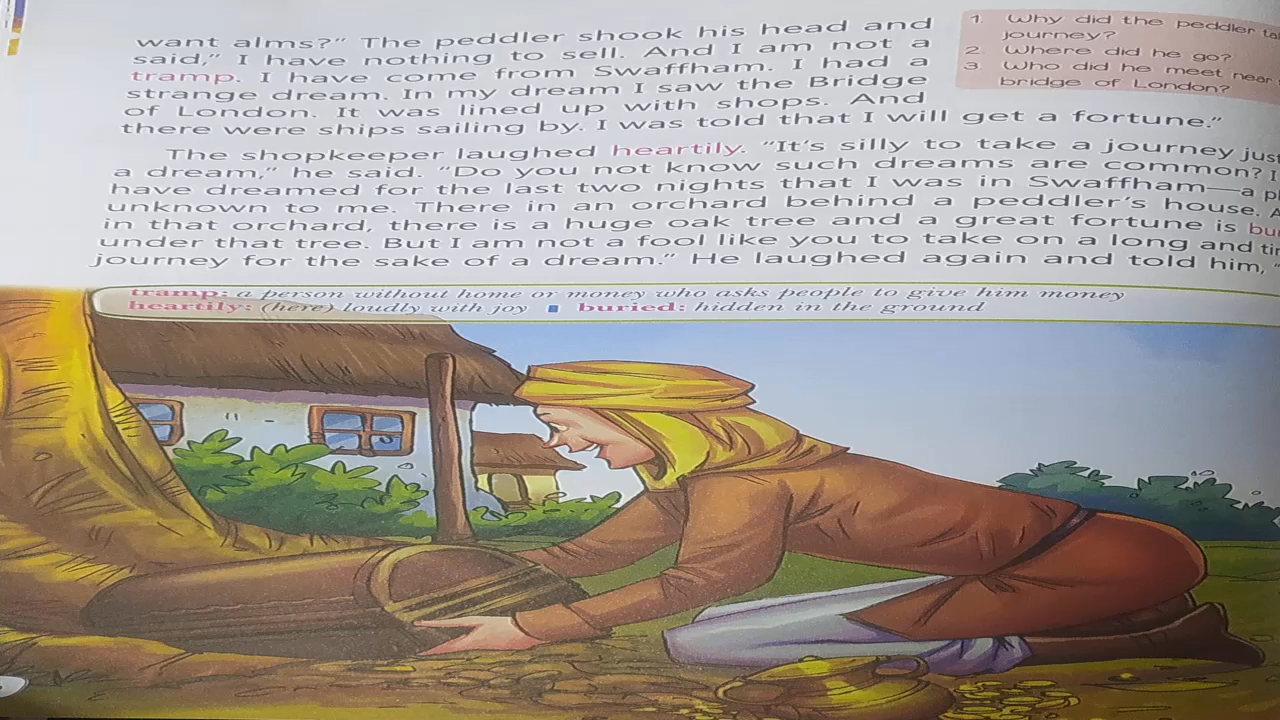 want alms?" The peddler shook his head and
said," I have nothing to sell. And I am not a
tramp. I have come from Swaffham. I had a
strange dream. In my dream I saw the Bridge
of London. It was lined up with shops. And
there were ships sailing by. I was told that I will get a fortune."
The shopkeeper laughed heartily. "It's silly to take a journey just
a dream," he said. "Do you not know such dreams are common? I
have dreamed for the last two nights that I was in Swaffham—a
unknown to me. There in an orchard behind a peddler's house.
in that orchard, there is a huge oak tree and a great fortune is
under that tree. But I am not a fool like you to take on a long and
journey for the sake of a dream." He laughed again and told him,
1. Why did the peddler
journey?
2. Where did he go?
3. Who did he meet near
bridge of London?
tramp: a person without home or money who asks people to give him money
heartily: (here) loudly with joy buried: hidden in the ground